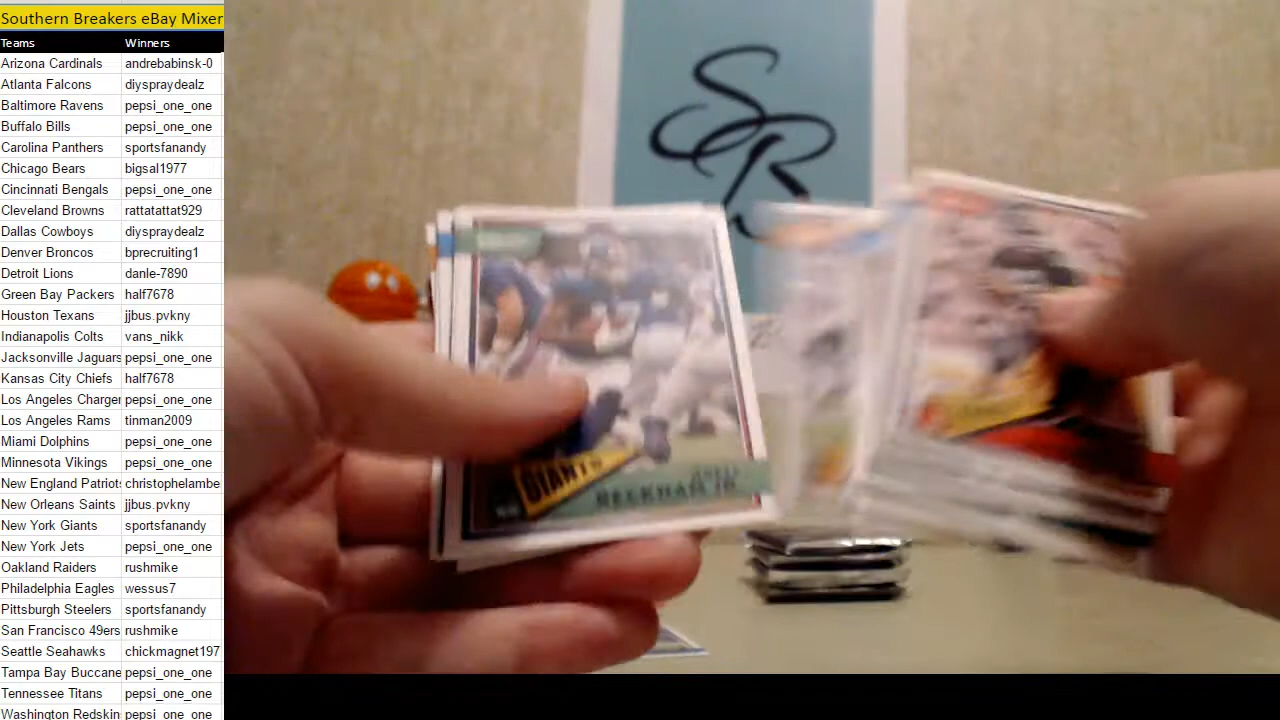 Southern Breakers eBay Mixer
Teams Winners
Arizona Cardinals andrebabinsk-0
Atlanta Falcons diyspraydealz
Baltimore Ravens pepsi_one_one
Buffalo Bills pepsi_one_one
Carolina Panthers sportsfanandy
Chicago Bears bigsal1977
Cincinnati Bengals pepsi_one_one
Cleveland Browns rattatattat929
Dallas Cowboys diyspraydealz
Denver Broncos bprecruiting1
Detroit Lions danle-7890
Green Bay Packers half7678
Houston Texans jjbus.pvkny
Indianapolis Colts vans_nikk
Jacksonville Jaguars pepsi_one_one
Kansas City Chiefs half7678
Los Angeles Charger pepsi_one_one
Los Angeles Rams tinman2009
Miami Dolphins pepsi_one_one
Minnesota Vikings pepsi_one_one
New England Patriots christophelambe
New Orleans Saints jjbus.pvkny
New York Giants sportsfanandy
New York Jets pepsi_one_one
Oakland Raiders rushmike
Philadelphia Eagles wessus7
Pittsburgh Steelers sportsfanandy
San Francisco 49ers rushmike
Seattle Seahawks chickmagnet197
Tampa Bay Buccane pepsi_one_one
Tennessee Titans pepsi_one_one
Washington Redskin pepsi_one_one
SB
GIANTS
BECKHAM JR